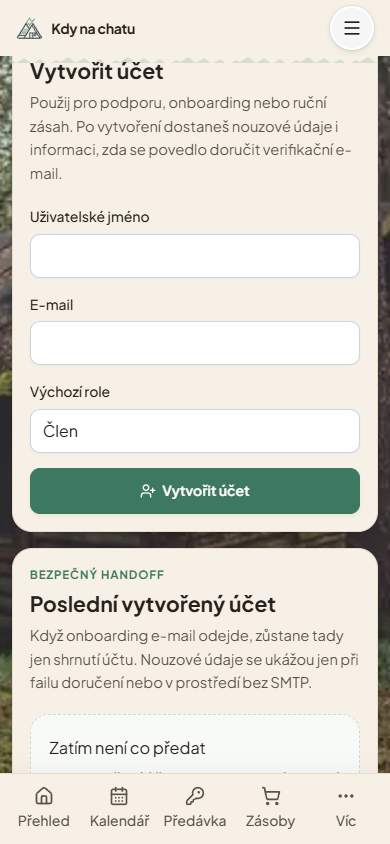 Kdy na chatu
Vytvořit účet
Použij pro podporu, onboarding nebo ruční
zásah. Po vytvoření dostaneš nouzové údaje i
informaci, zda se povedlo doručit verifikační e-
mail.
Uživatelské jméno
E-mail
Výchozí role
Člen
Vytvořit účet
BEZPEČNÝ HANDOFF
Poslední vytvořený účet
Když onboarding e-mail odejde, zůstane tady
jen shrnutí účtu. Nouzové údaje se ukážou jen při
failu doručení nebo v prostředí bez SMTP.
Zatím není co předat
Přehled
Kalendář
Předávka
Zásoby
Víc